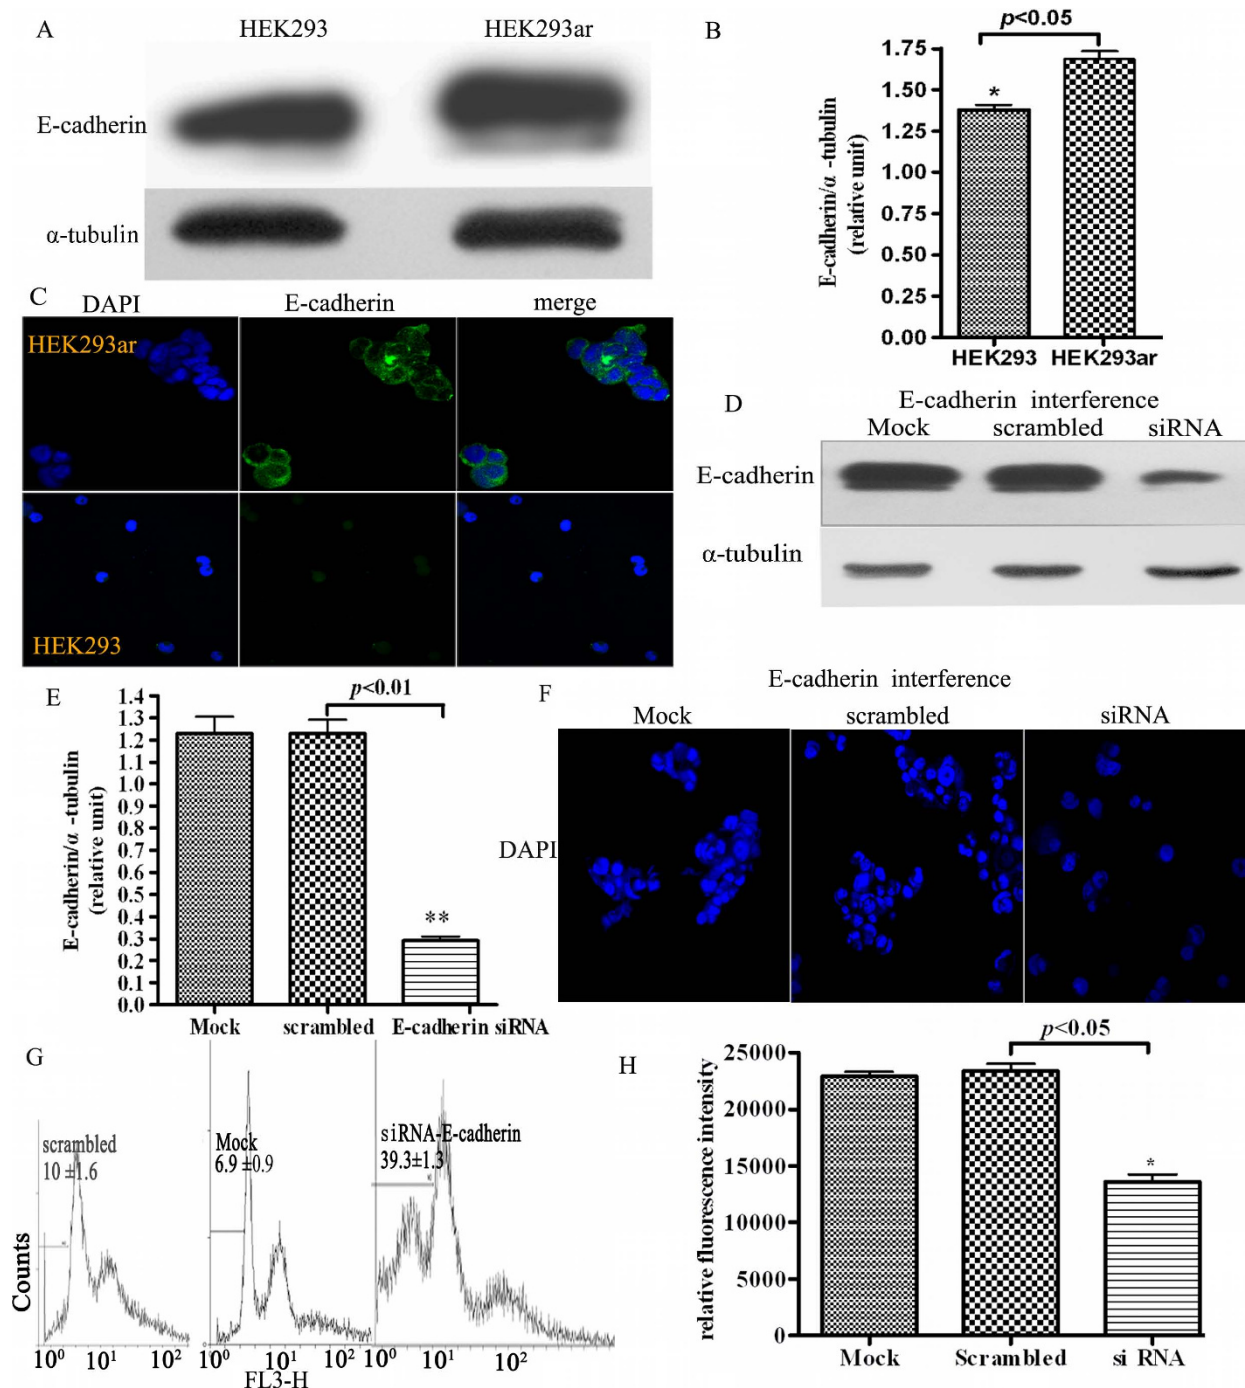 A
HEK293
HEK293ar
E-cadherin
α-tubulin
B
p<0.05
*
E-cadherin/α -tubulin
(relative unit)
1.75
1.50
1.25
1.00
0.75
0.50
0.25
0.00
HEK293
HEK293ar
C
DAPI
E-cadherin
merge
HEK293ar
HEK293
D
E-cadherin interference
Mock
scrambled
siRNA
E-cadherin
α-tubulin
E
p<0.01
**
E-cadherin/α -tubulin
(relative unit)
1.4
1.3
1.2
1.1
1.0
0.9
0.8
0.7
0.6
0.5
0.4
0.3
0.2
0.1
0.0
Mock
scrambled
E-cadherin siRNA
F
E-cadherin interference
Mock
scrambled
siRNA
DAPI
G
scrambled
10 ±1.6
Mock
6.9 ±0.9
siRNA-E-cadherin
39.3±1.3
Counts
10⁰ 10¹ 10²
10⁰ 10¹ 10²
10⁰ 10¹ 10²
FL3-H
H
p<0.05
*
relative fluorescence intensity
25000
20000
15000
10000
5000
0
Mock
Scrambled
si RNA